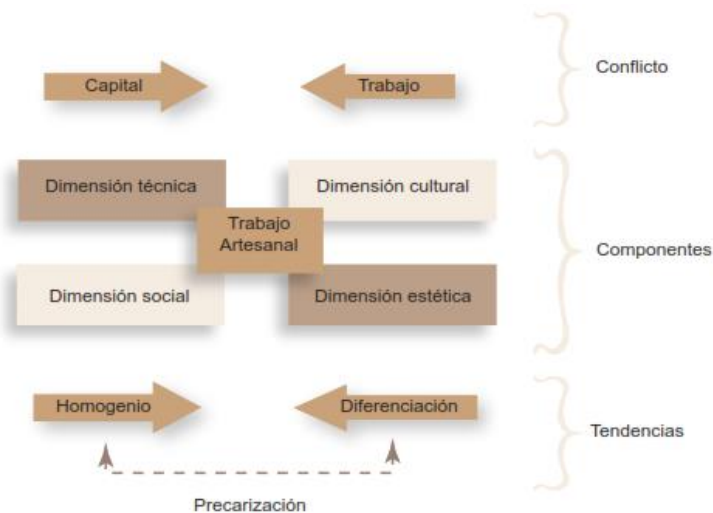 Capital
Trabajo
Conflicto
Dimensión técnica
Dimensión cultural
Trabajo
Artesanal
Componentes
Dimensión social
Dimensión estética
Homogenio
Diferenciación
Tendencias
Precarización